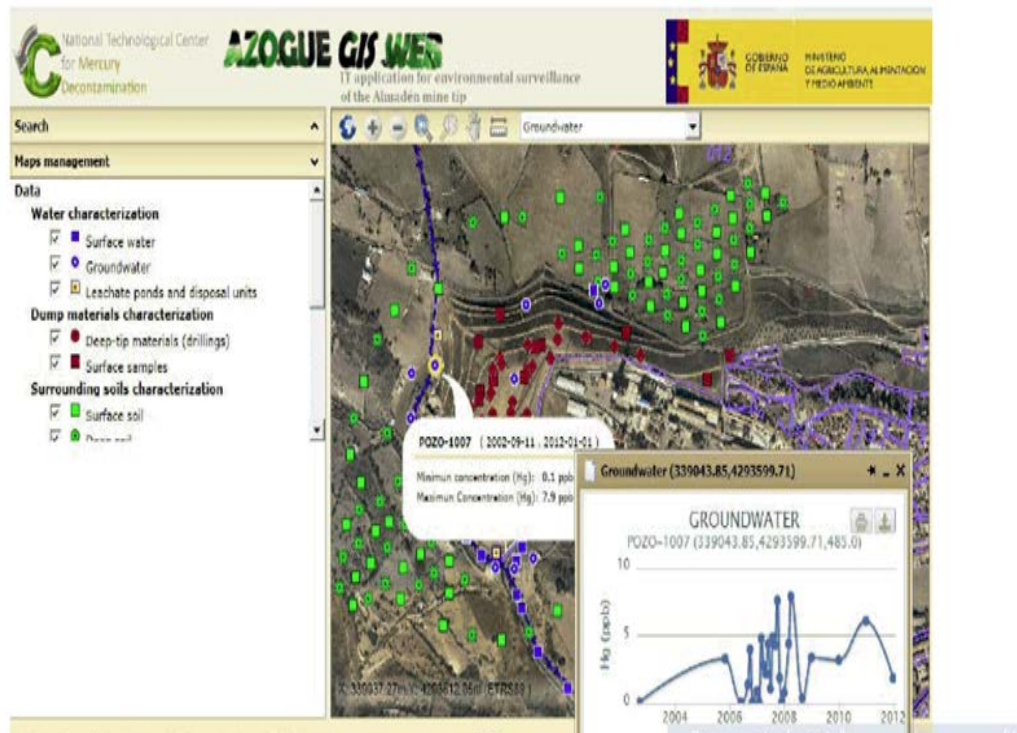 National Technological Center
for Mercury
Decontamination
AZOGUE GIS WEB
IT application for environmental surveillance
of the Almadén mine tip
GOBIERNO
DE ESPAÑA
MINISTERIO
DE AGRICULTURA, ALIMENTACION
Y MEDIO AMBIENTE
Search
Groundwater
Maps management
Data
Water characterization
Surface water
Groundwater
Leachate ponds and disposal units
Dump materials characterization
Deep-tip materials (drillings)
Surface samples
Surrounding soils characterization
Surface soil
Deep soil
012
POZO-1007 ( 2002-09-11 , 2012-01-01 )
Minimun concentration (Hg): 0.1 ppb
Maximun Concentration (Hg): 7.9 ppb
Groundwater (339043.85,4293599.71)
GROUNDWATER
POZO-1007 (339043.85,4293599.71,485.0)
10
Hg (ppb)
5
0
2004 2006 2008 2010 2012